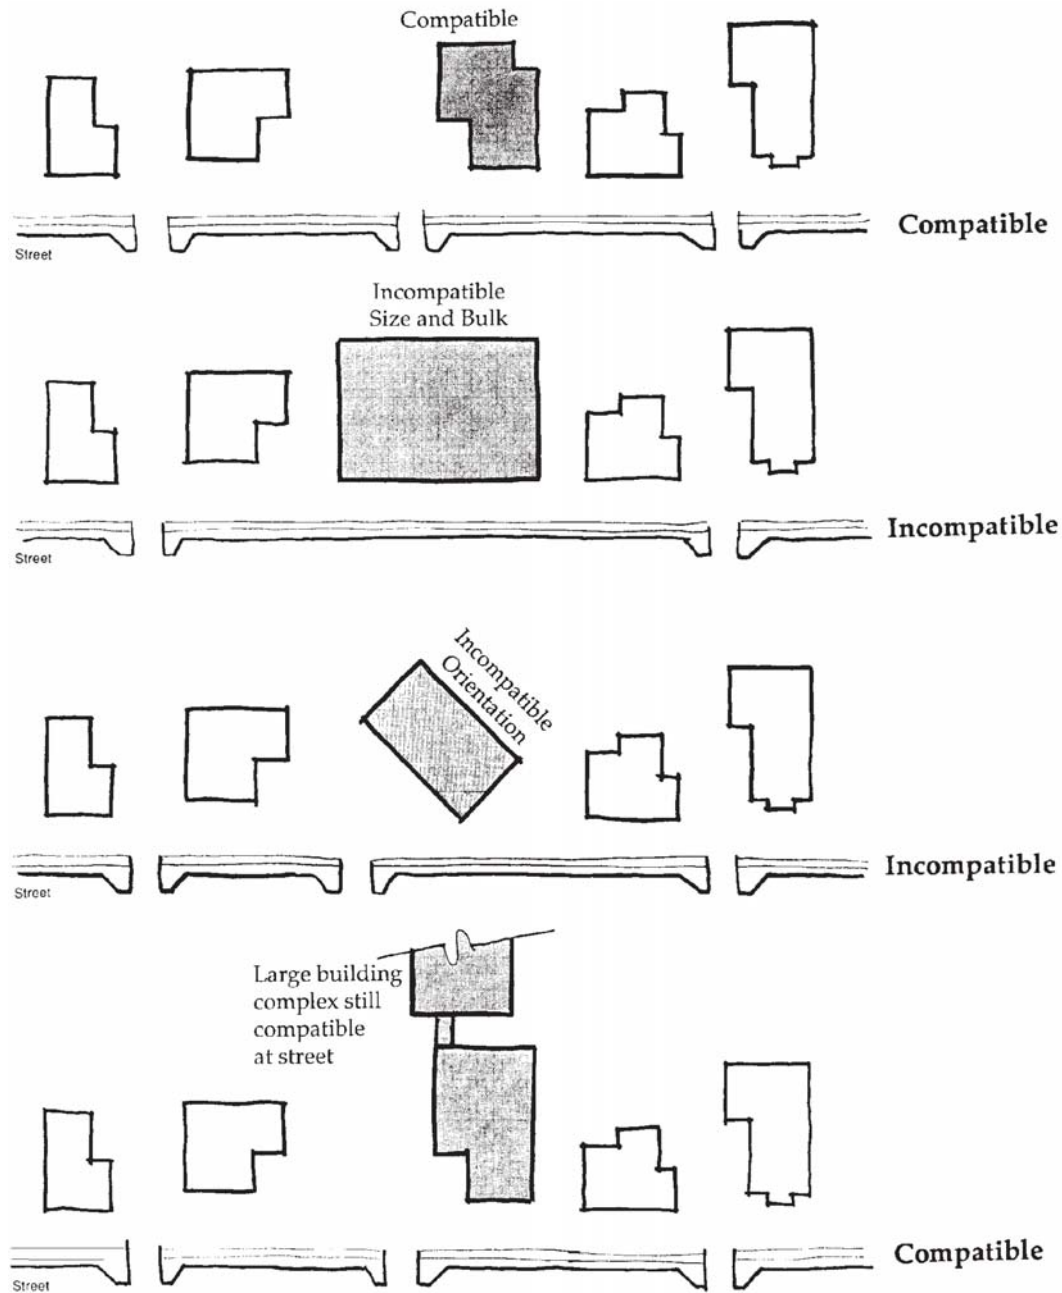 Compatible
Compatible
Street
Incompatible
Size and Bulk
Incompatible
Street
Incompatible
Orientation
Incompatible
Street
Large building
complex still
compatible
at street
Compatible
Street